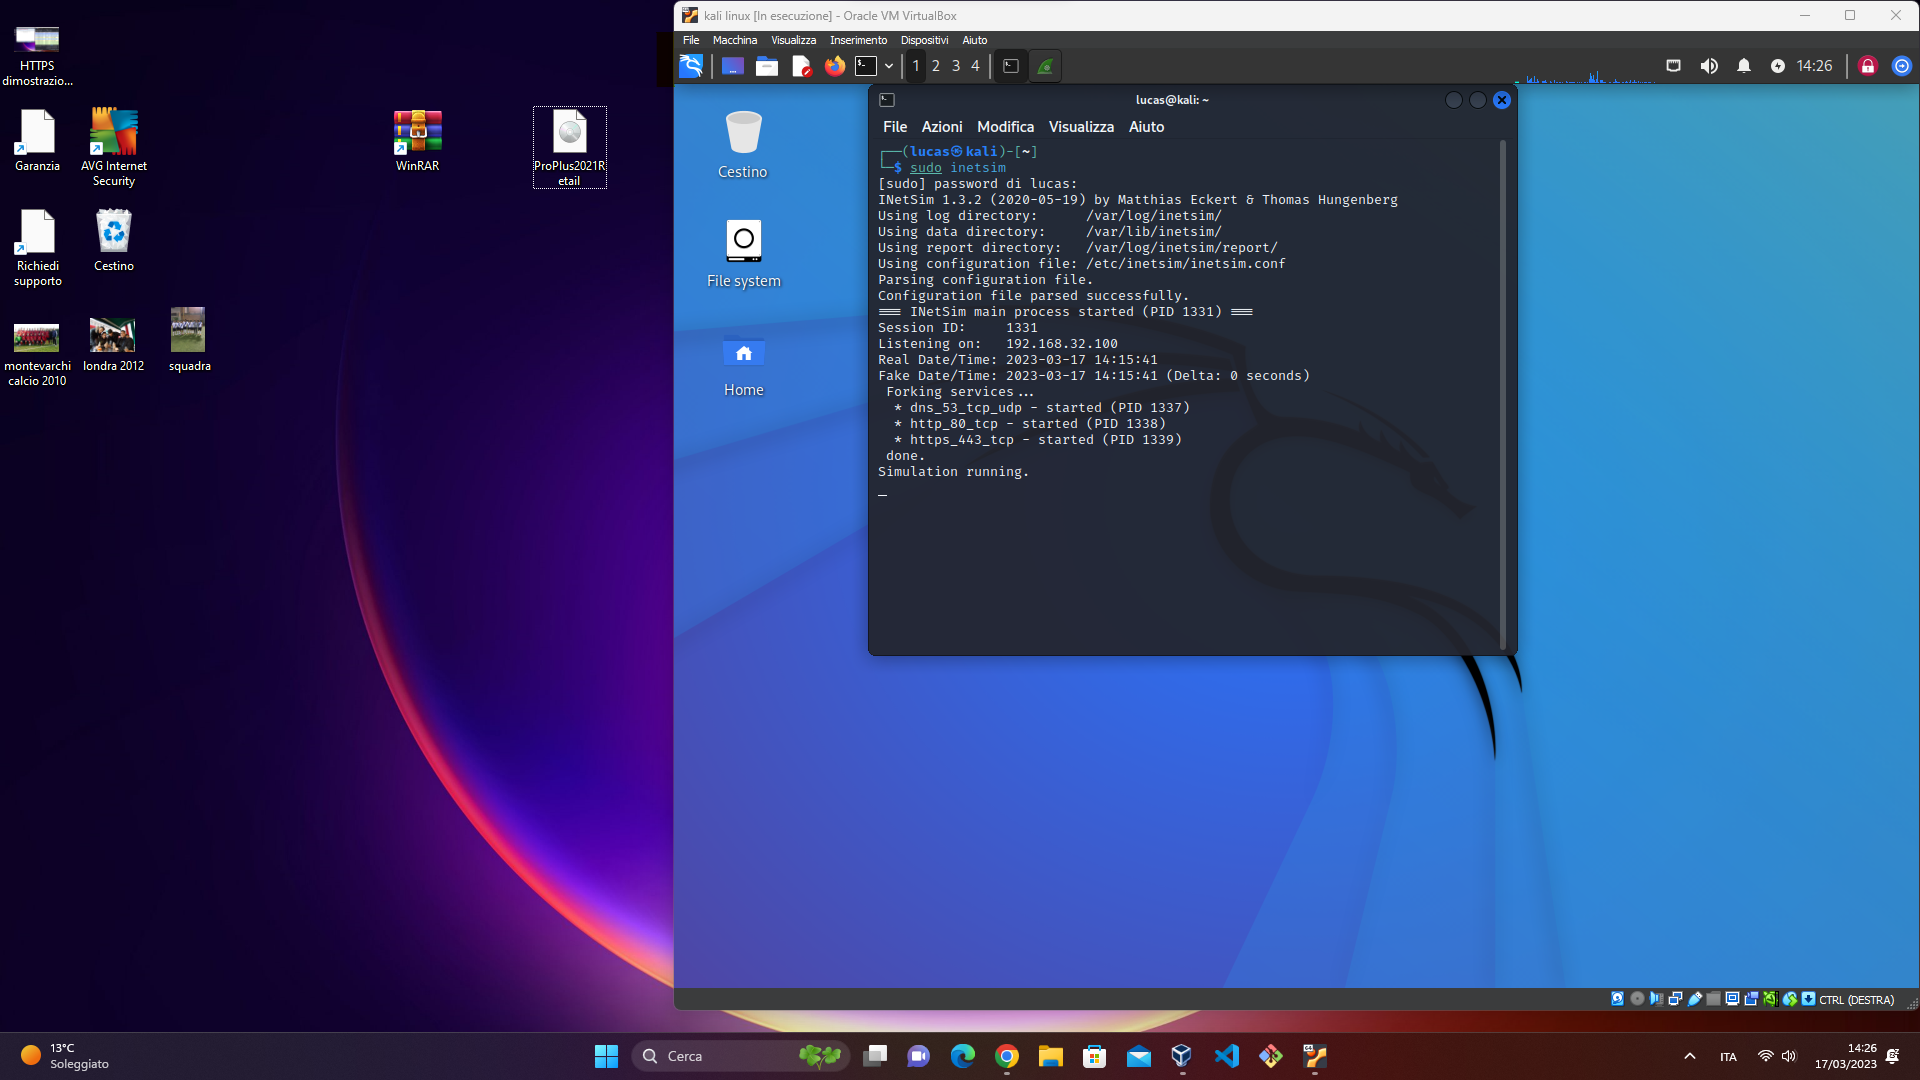 HTTPS
dimostrazio...
Garanzia
AVG Internet
Security
WinRAR
ProPlus2021R
etail
Richiedi
supporto
Cestino
montevarchi
calcio 2010
londra 2012
squadra
kali linux [In esecuzione] - Oracle VM VirtualBox
File Macchina Visualizza Inserimento Dispositivi Aiuto
1 2 3 4
14:26
Cestino
File system
Home
lucas@kali: ~
File Azioni Modifica Visualizza Aiuto
┌──(lucas㉿kali)-[~]
└─$ sudo inetsim
[sudo] password di lucas:
INetSim 1.3.2 (2020-05-19) by Matthias Eckert & Thomas Hungenberg
Using log directory:      /var/log/inetsim/
Using data directory:     /var/lib/inetsim/
Using report directory:   /var/log/inetsim/report/
Using configuration file: /etc/inetsim/inetsim.conf
Parsing configuration file.
Configuration file parsed successfully.
=== INetSim main process started (PID 1331) ===
Session ID:     1331
Listening on:   192.168.32.100
Real Date/Time: 2023-03-17 14:15:41
Fake Date/Time: 2023-03-17 14:15:41 (Delta: 0 seconds)
 Forking services...
  * dns_53_tcp_udp - started (PID 1337)
  * http_80_tcp - started (PID 1338)
  * https_443_tcp - started (PID 1339)
 done.
Simulation running.
CTRL (DESTRA)
13°C
Soleggiato
Cerca
ITA
14:26
17/03/2023